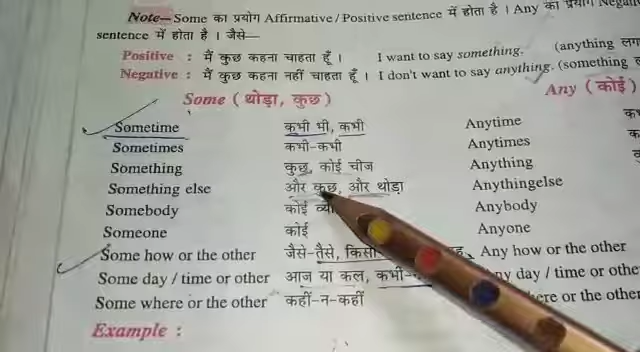 Note—Some का प्रयोग Affirmative / Positive sentence में होता है । Any का प्रयोग
sentence में होता है । जैसे—
Positive : मैं कुछ कहना चाहता हूँ । I want to say something. (anything
Negative : मैं कुछ कहना नहीं चाहता हूँ । I don't want to say anything. (something
Some ( थोड़ा, कुछ ) Any ( कोई )
Sometime कभी भी, कभी Anytime
Sometimes कभी-कभी Anytimes
Something कुछ, कोई चीज Anything
Something else और कुछ, और थोड़ा Anythingelse
Somebody कोई Anybody
Someone कोई Anyone
Some how or the other जैसे-तैसे, Any how or the other
Some day / time or other आज या कल, day / time or
Some where or the other कहीं-न-कहीं or the other
Example :